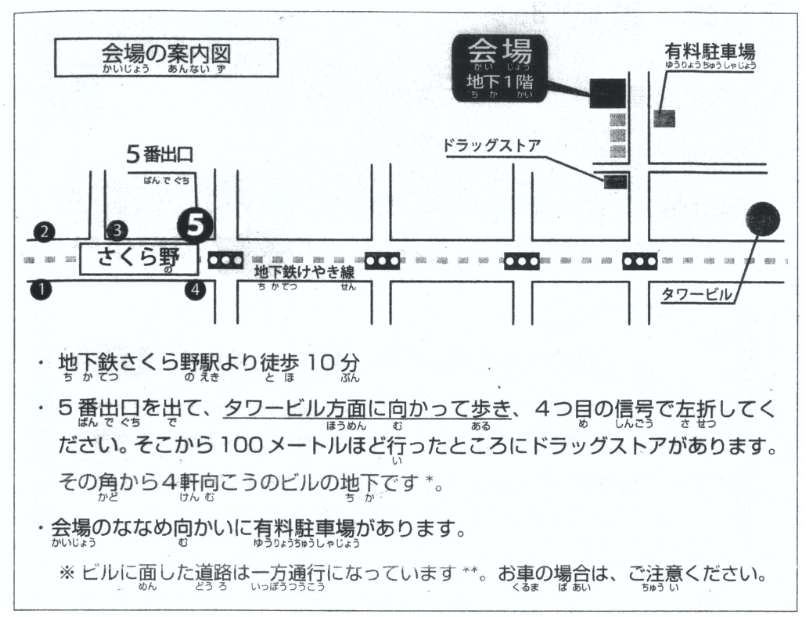 会場の案内図
かいじょう あんない ず
会場
かい じょう
地下1階
ち か かい
有料駐車場
ゆうりょうちゅうしゃじょう
ドラッグストア
5番出口
ばん で ぐち
5
2
3
さくら野
の
地下鉄けやき線
ち か てつ せん
1
4
タワービル
・ 地下鉄さくら野駅より徒歩 10 分
ち か てつ の えき と ほ ぷん
・ 5 番出口を出て、タワービル方面に向かって歩き、4つ目の信号で左折してく
ばん で ぐち で ほうめん む ある め しんごう さ せつ
ださい。そこから100メートルほど行ったところにドラッグストアがあります。
い
その角から4軒向こうのビルの地下です *。
かど けん む ち か
・ 会場のななめ向かいに有料駐車場があります。
かいじょう む ゆうりょうちゅうしゃじょう
※ ビルに面した道路は一方通行になっています **。お車の場合は、ご注意ください。
めん どう ろ いっぽうつうこう くるま ば あい ちゅう い